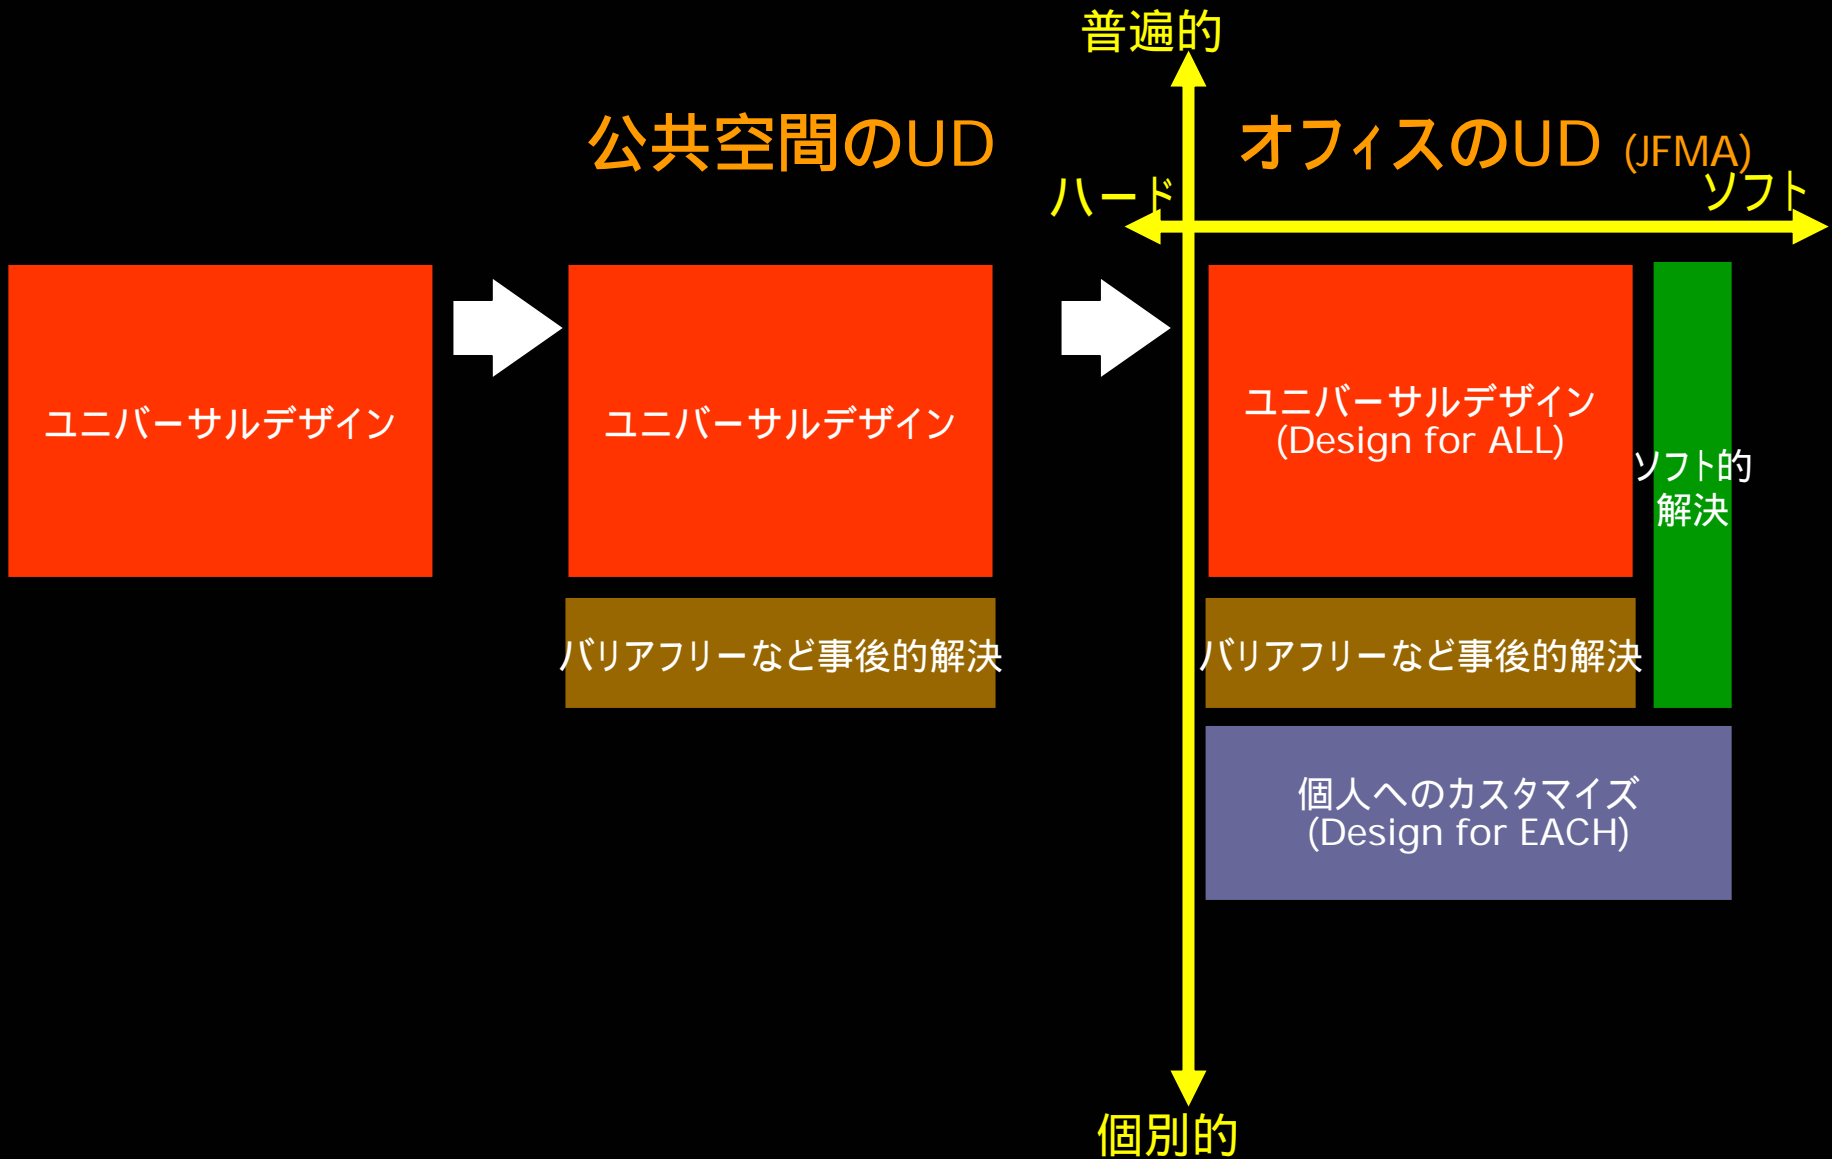 普遍的
公共空間のUD
オフィスのUD (JFMA)
ハード
ソフト
ユニバーサルデザイン
ユニバーサルデザイン
ユニバーサルデザイン
(Design for ALL)
ソフト的
解決
バリアフリーなど事後的解決
バリアフリーなど事後的解決
個人へのカスタマイズ
(Design for EACH)
個別的